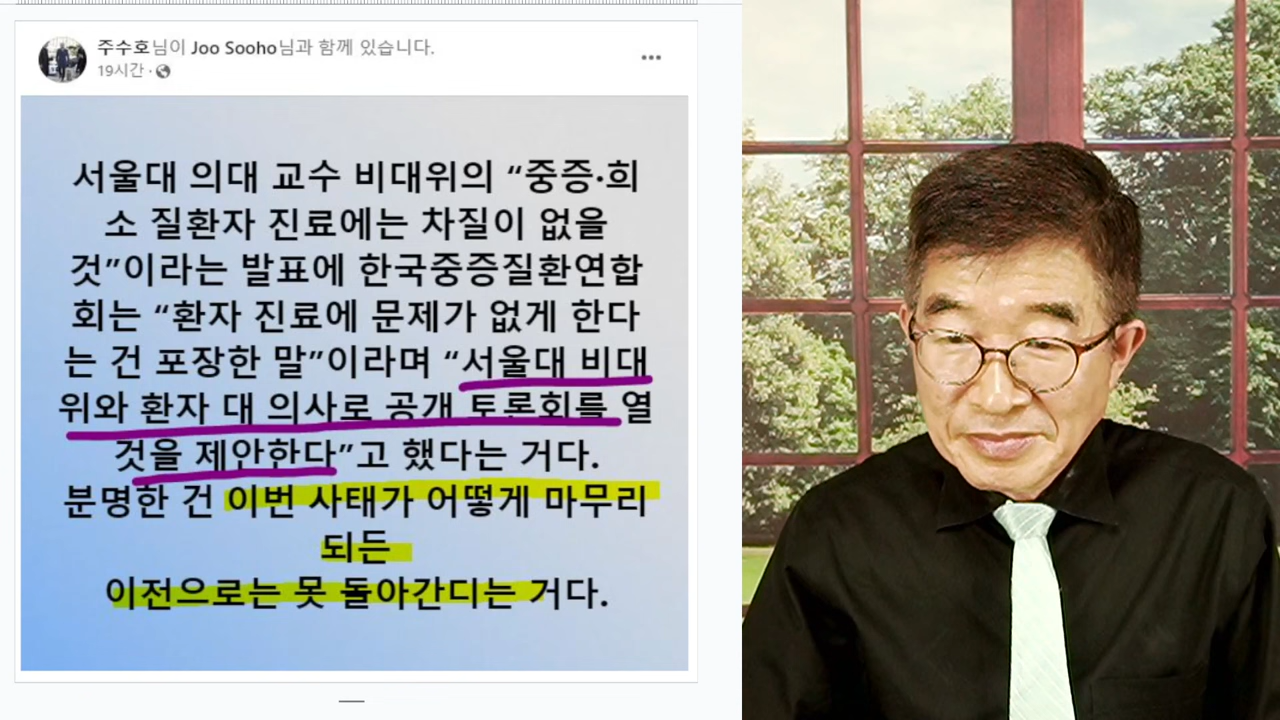 주수호님이 Joo Sooho님과 함께 있습니다.
19시간 ·
서울대 의대 교수 비대위의 “중증·희
소 질환자 진료에는 차질이 없을
것”이라는 발표에 한국중증질환연합
회는 “환자 진료에 문제가 없게 한다
는 건 포장한 말”이라며 “서울대 비대
위와 환자 대 의사로 공개 토론회를 열
것을 제안한다”고 했다는 거다.
분명한 건 이번 사태가 어떻게 마무리
되든
이전으로는 못 돌아간디는 거다.